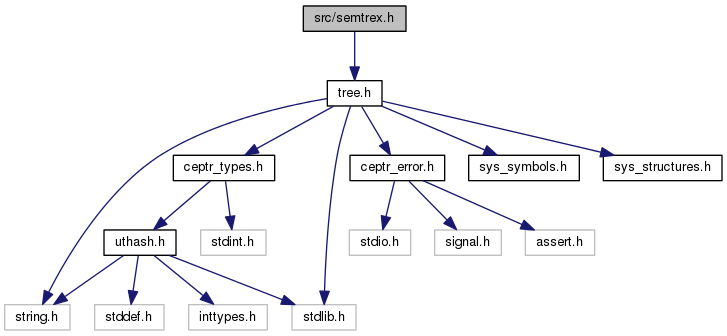 src/semtrex.h
tree.h
ceptr_types.h
ceptr_error.h
sys_symbols.h
sys_structures.h
uthash.h
stdint.h
stdio.h
signal.h
assert.h
string.h
stddef.h
inttypes.h
stdlib.h